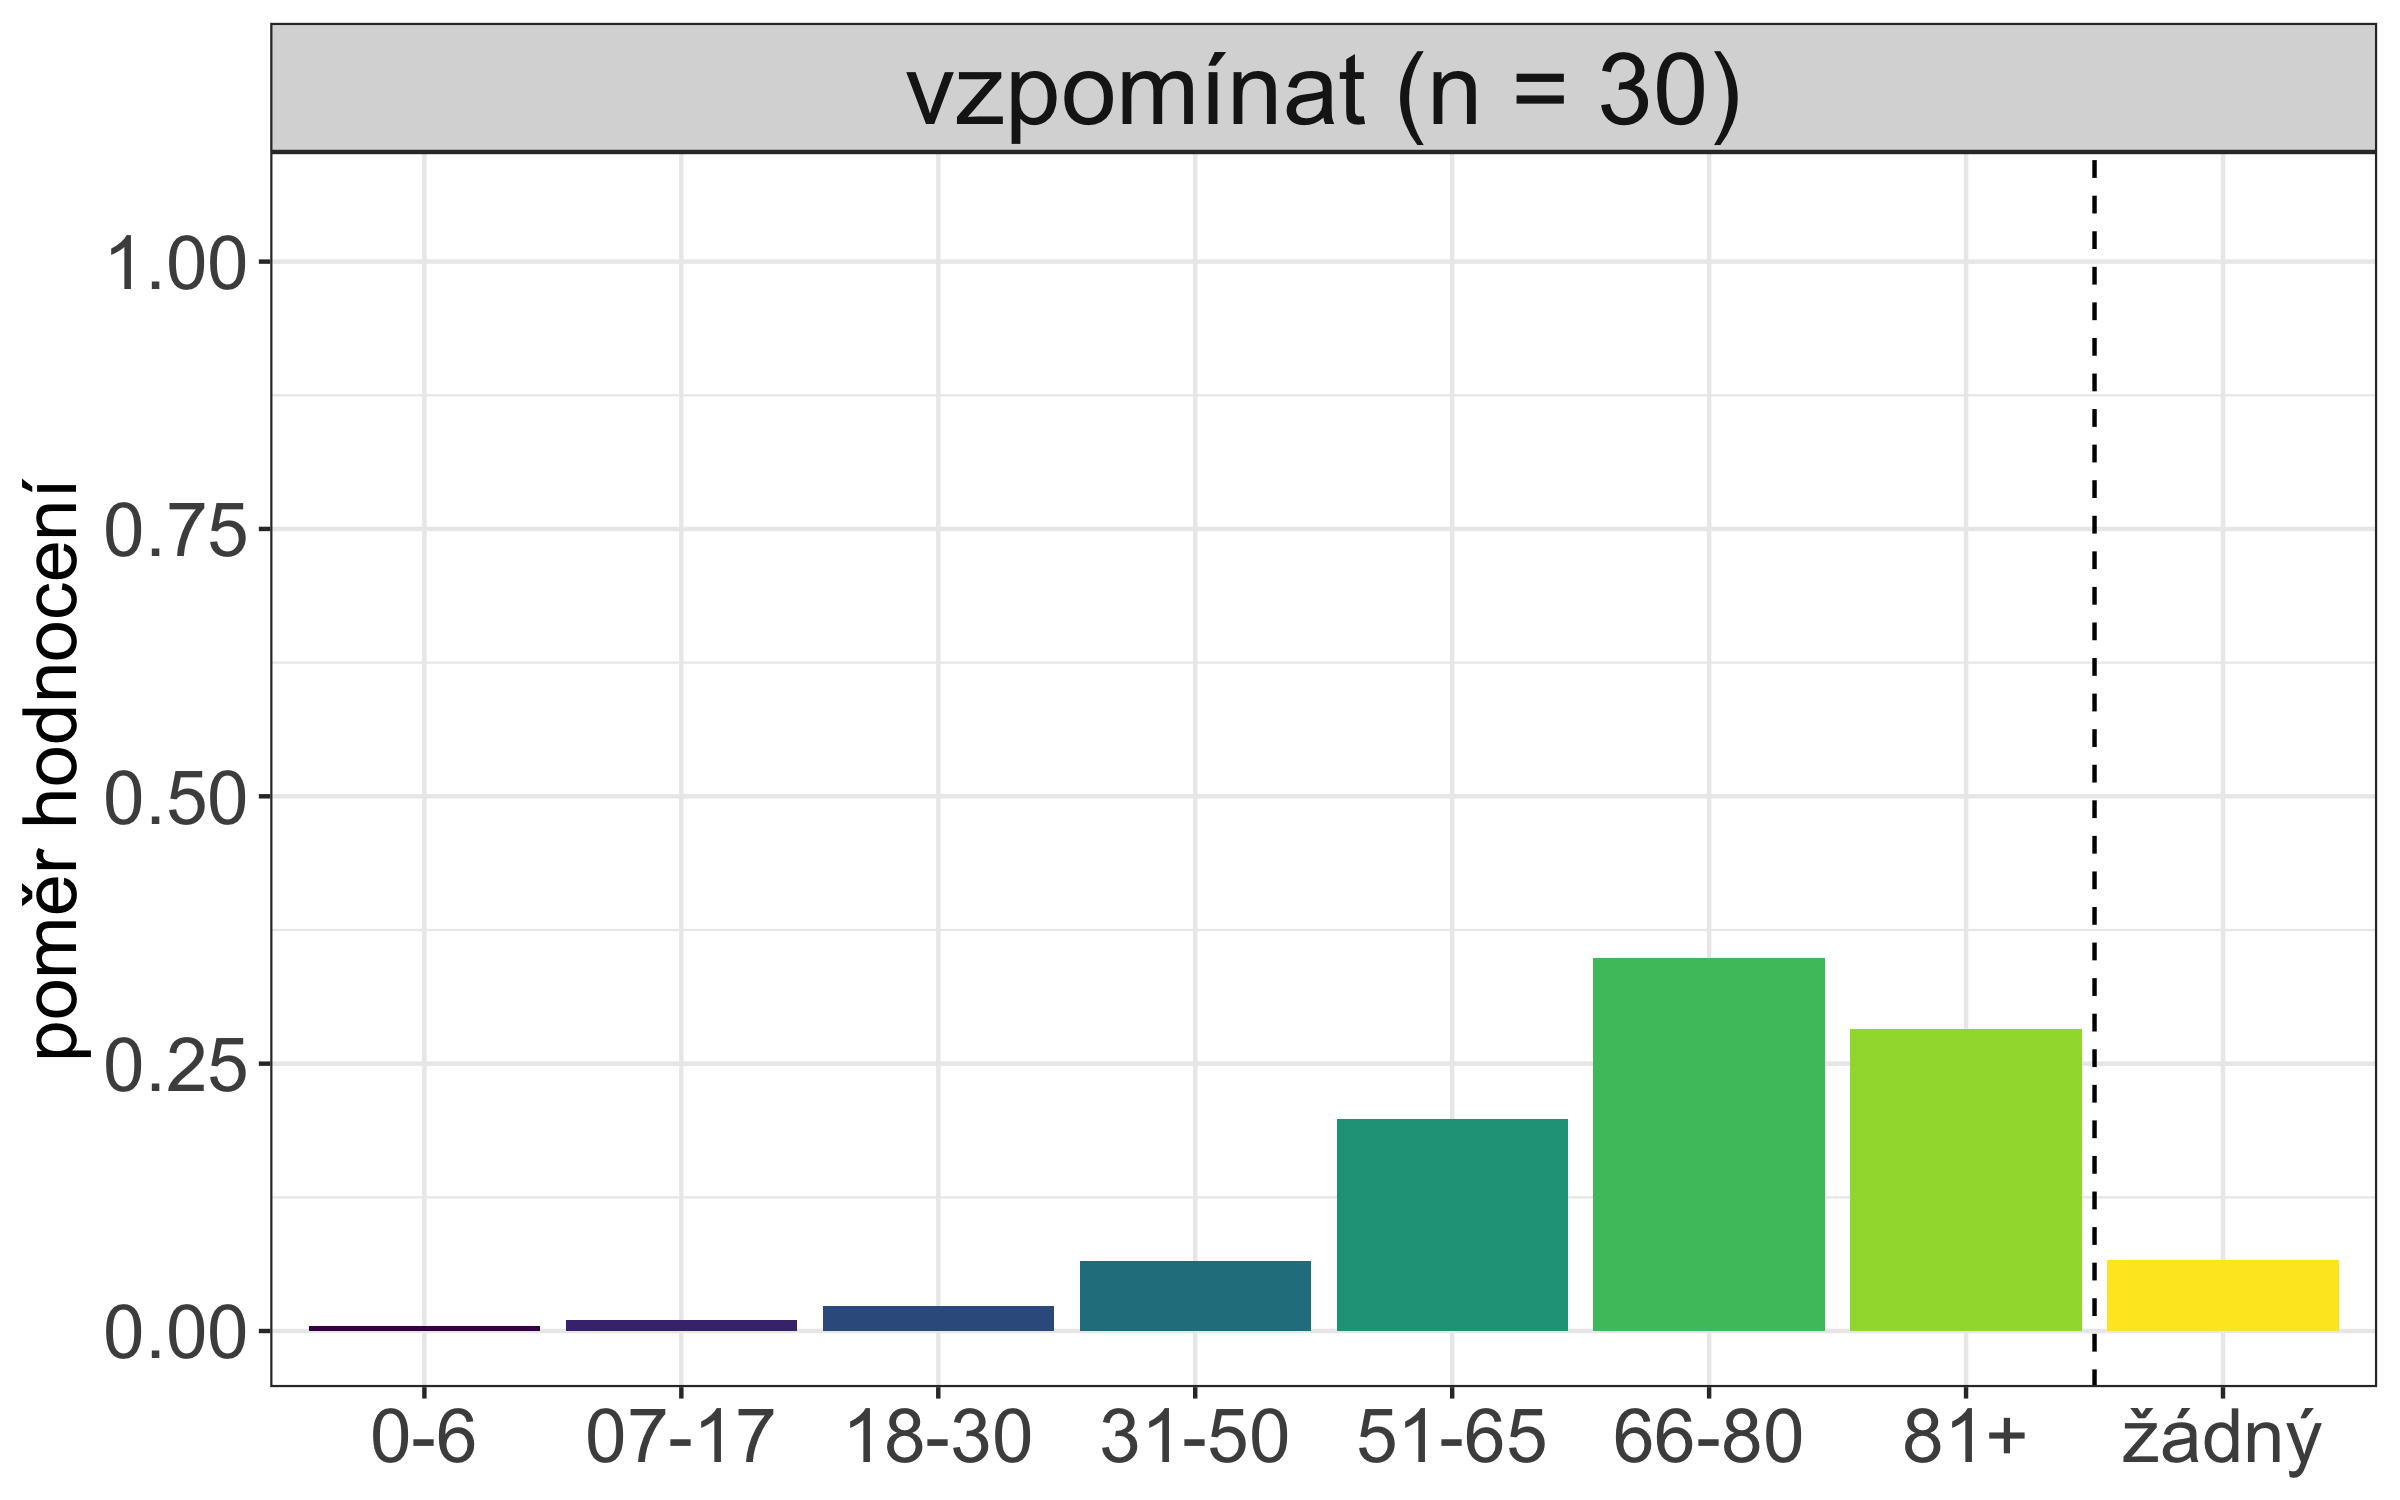 vzpomínat (n = 30)
poměr hodnocení
1.00
0.75
0.50
0.25
0.00
0-6 07-17 18-30 31-50 51-65 66-80 81+ žádný